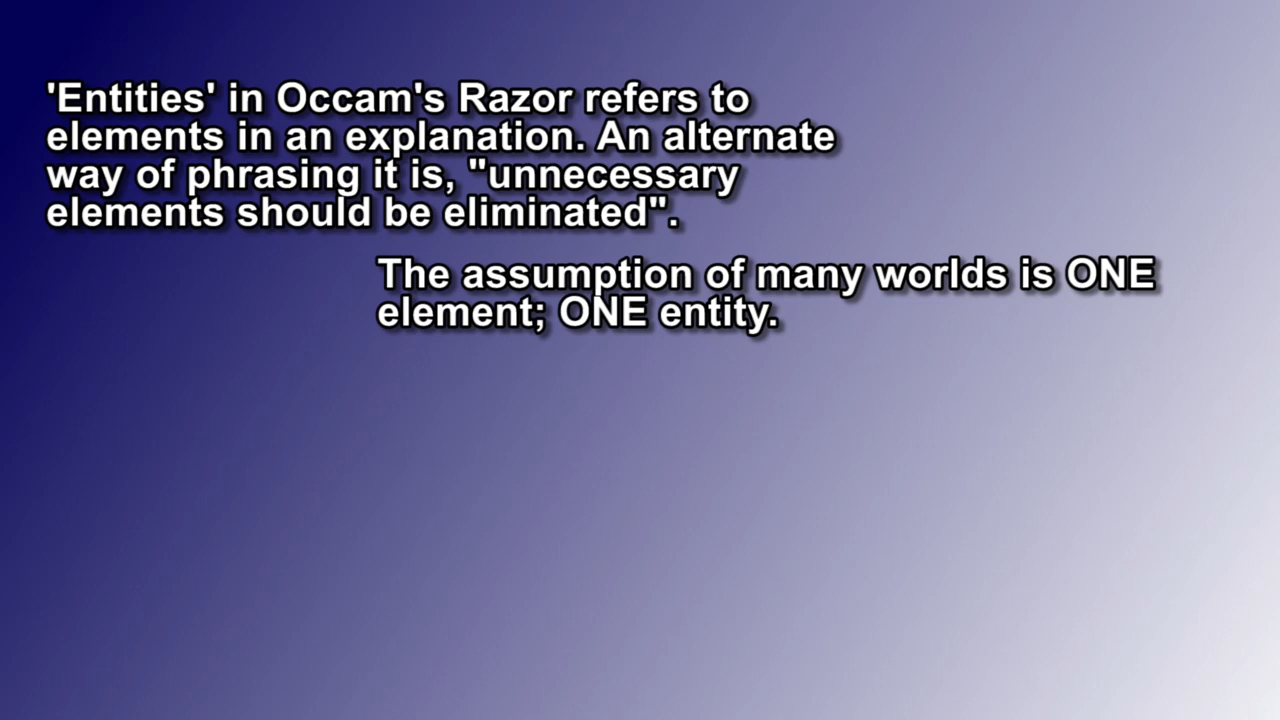 'Entities' in Occam's Razor refers to
elements in an explanation. An alternate
way of phrasing it is, "unnecessary
elements should be eliminated".
The assumption of many worlds is ONE
element; ONE entity.